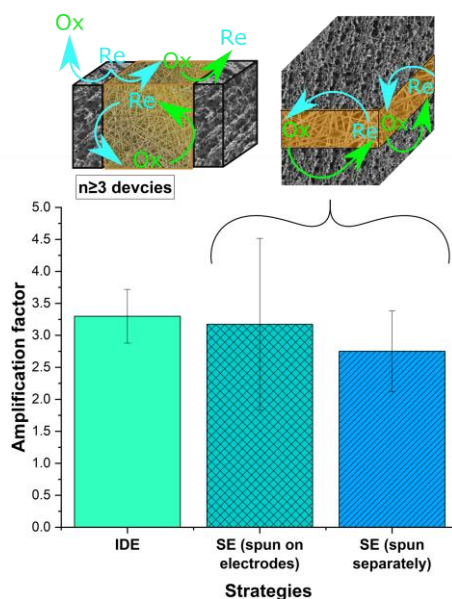 Ox
Re
Ox
Re
Re
Ox
Re
Ox
Re
Ox
n≥3 devcies
5.0
4.5
4.0
3.5
3.0
2.5
2.0
1.5
1.0
0.5
0.0
Amplification factor
IDE
SE (spun on
electrodes)
SE (spun
separately)
Strategies